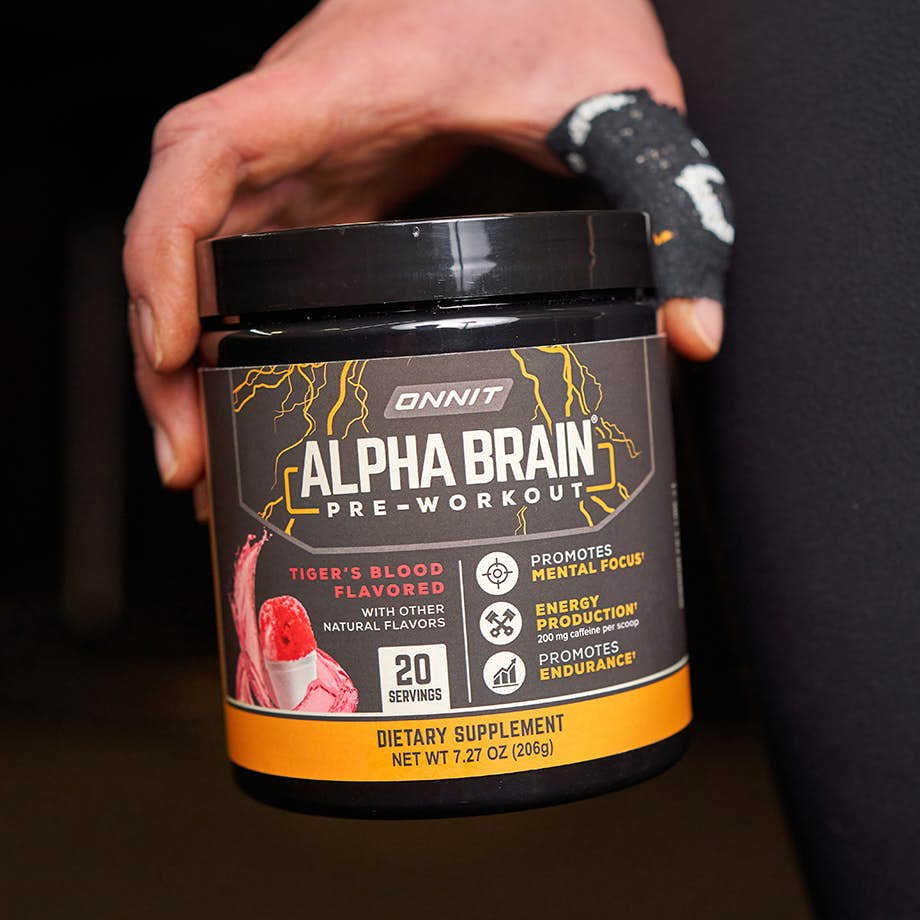 ONNIT
ALPHA BRAIN®
PRE-WORKOUT
TIGER'S BLOOD
FLAVORED
WITH OTHER
NATURAL FLAVORS
20
SERVINGS
PROMOTES
MENTAL FOCUS†
ENERGY
PRODUCTION†
200 mg caffeine per scoop
PROMOTES
ENDURANCE†
DIETARY SUPPLEMENT
NET WT 7.27 OZ (206g)